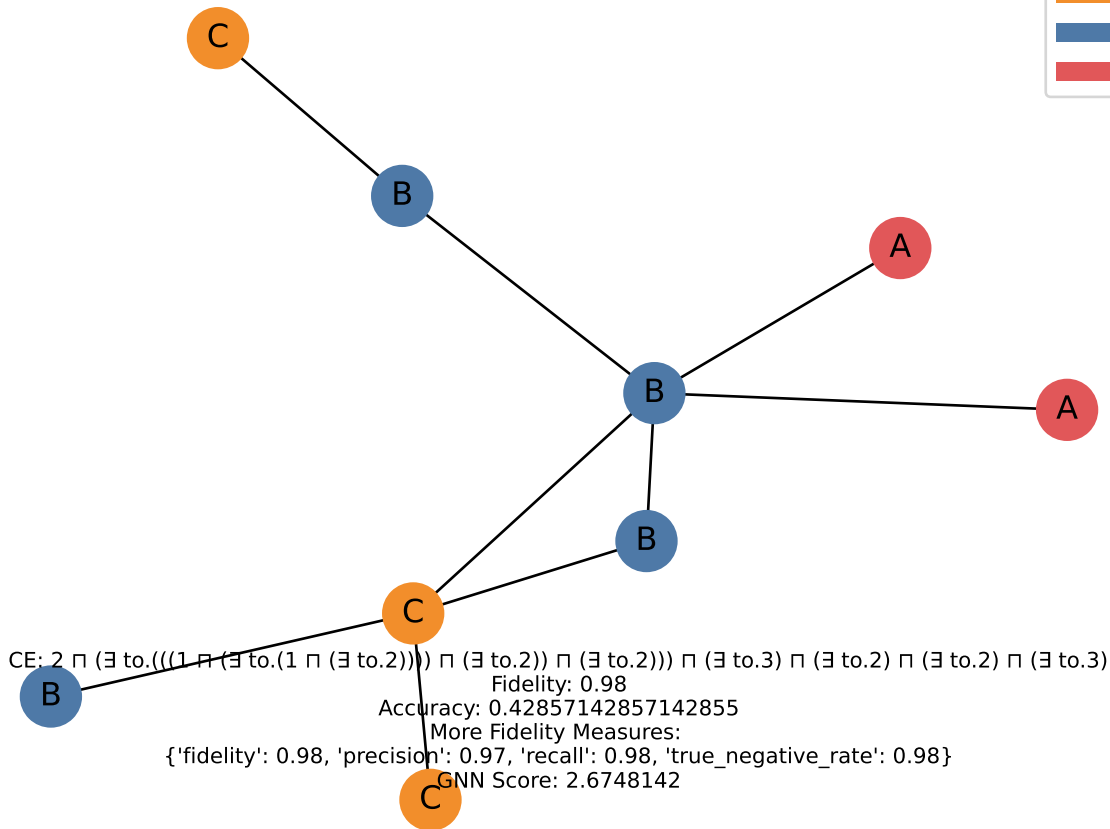 C
B
A
B
A
B
C
CE: 2 ⊓ (∃ to.(((1 ⊓ (∃ to.(1 ⊓ (∃ to.2)))) ⊓ (∃ to.2)) ⊓ (∃ to.2))) ⊓ (∃ to.3) ⊓ (∃ to.2) ⊓ (∃ to.2) ⊓ (∃ to.3)
B
Fidelity: 0.98
Accuracy: 0.42857142857142855
More Fidelity Measures:
{'fidelity': 0.98, 'precision': 0.97, 'recall': 0.98, 'true_negative_rate': 0.98}
GNN Score: 2.6748142
C